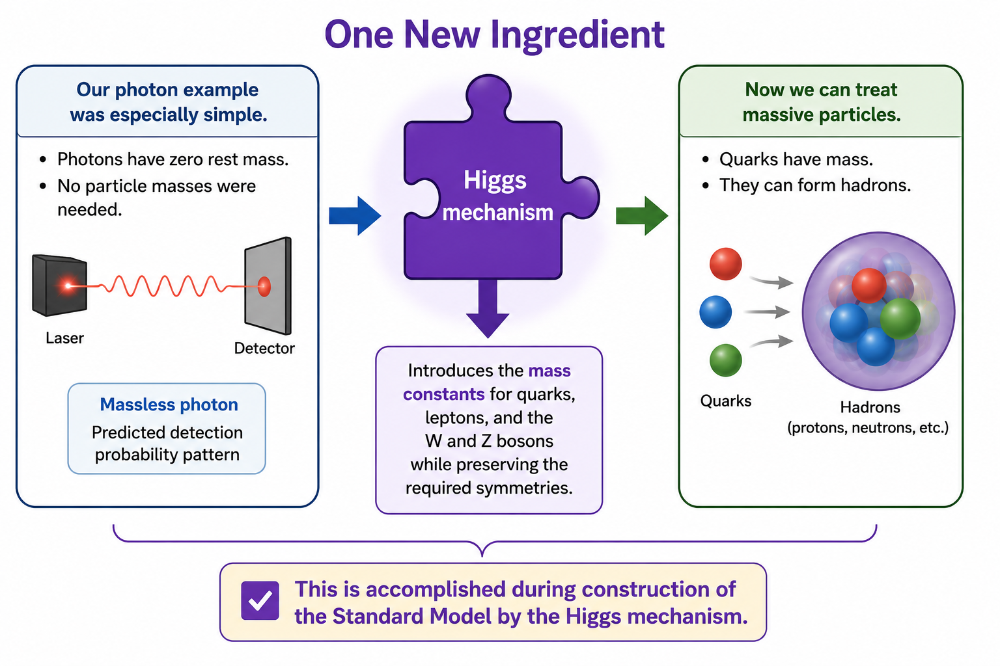 One New Ingredient
Our photon example
was especially simple.
• Photons have zero rest mass.
• No particle masses were
needed.
Laser
Detector
Massless photon
Predicted detection
probability pattern
Higgs
mechanism
Introduces the mass
constants for quarks,
leptons, and the
W and Z bosons
while preserving the
required symmetries.
Now we can treat
massive particles.
• Quarks have mass.
• They can form hadrons.
Quarks
Hadrons
(protons, neutrons, etc.)
This is accomplished during construction of
the Standard Model by the Higgs mechanism.